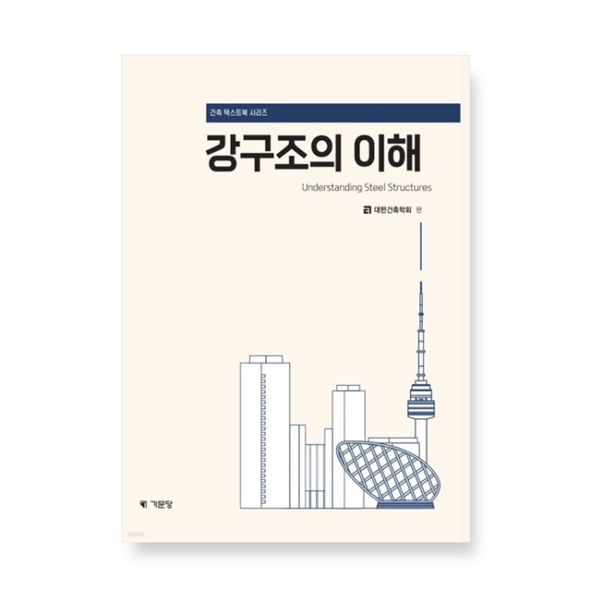 건축 텍스트북 시리즈
강구조의 이해
Understanding Steel Structures
대한건축학회 편
기문당